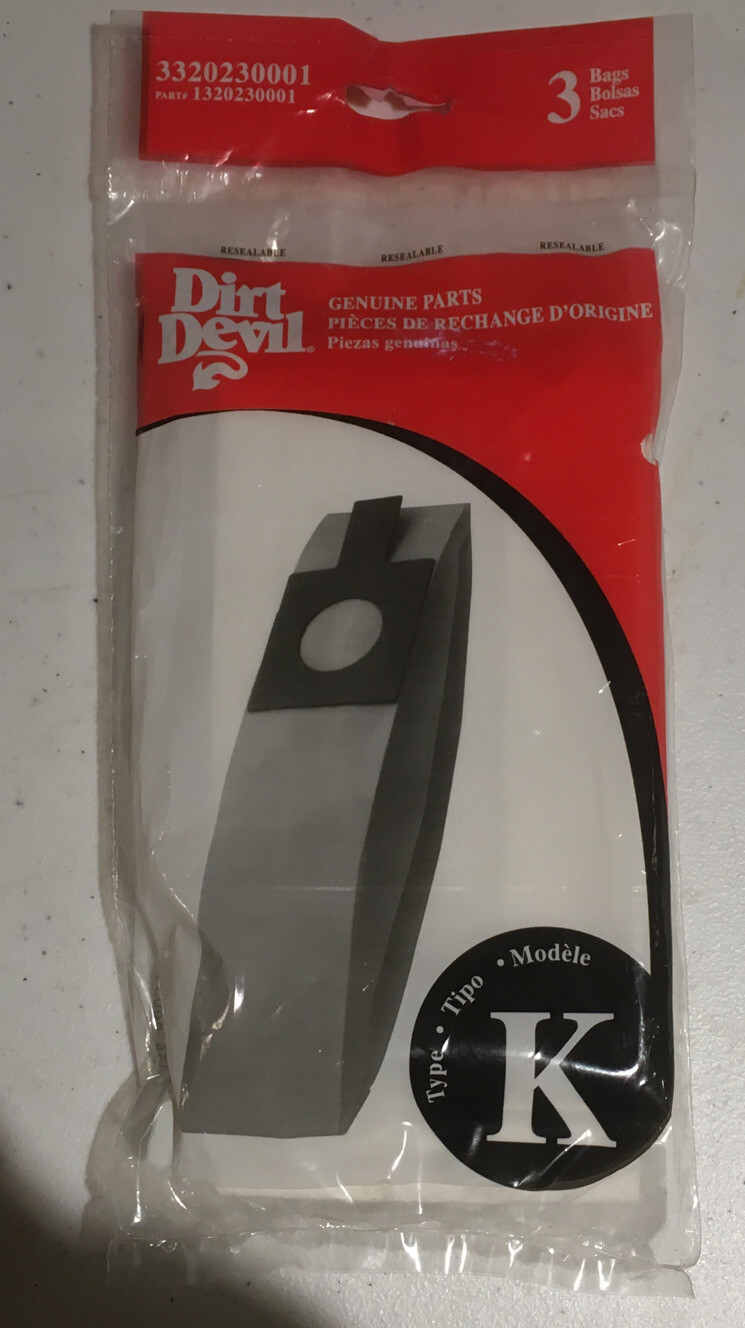 3320230001
PART# 1320230001
3
Bags
Bolsas
Sacs
RESEALABLE RESEALABLE RESEALABLE
Dirt
Devil
GENUINE PARTS
PIÈCES DE RECHANGE D'ORIGINE
Piezas genuinas
Type • Tipo • Modèle
K